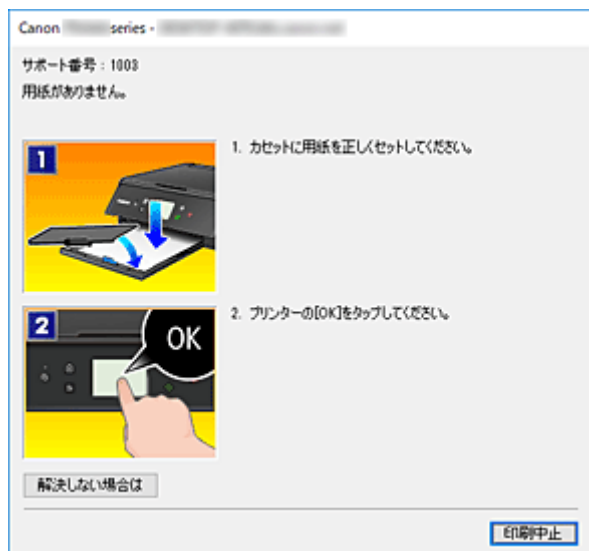 Canon series -
サポート番号 : 1003
用紙がありません。
1
1. カセットに用紙を正しくセットしてください。
2
OK
2. プリンターの[OK]をタップしてください。
解決しない場合は
印刷中止